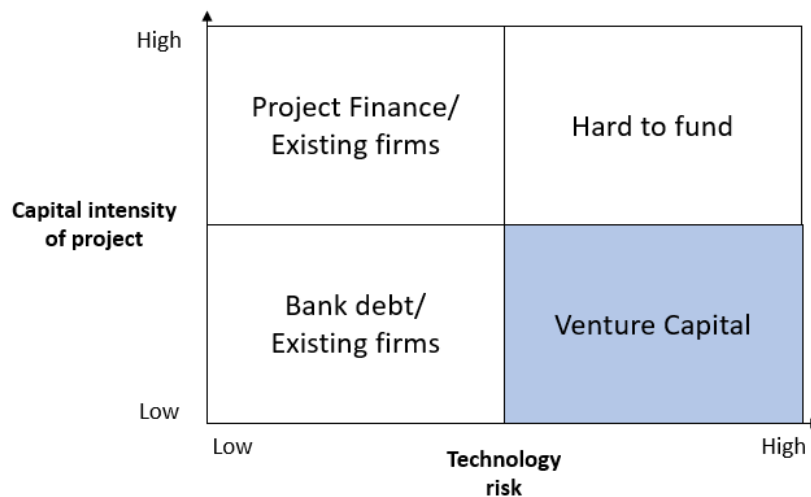 High
Project Finance/
Existing firms
Hard to fund
Capital intensity
of project
Bank debt/
Existing firms
Venture Capital
Low
Low
Technology
risk
High